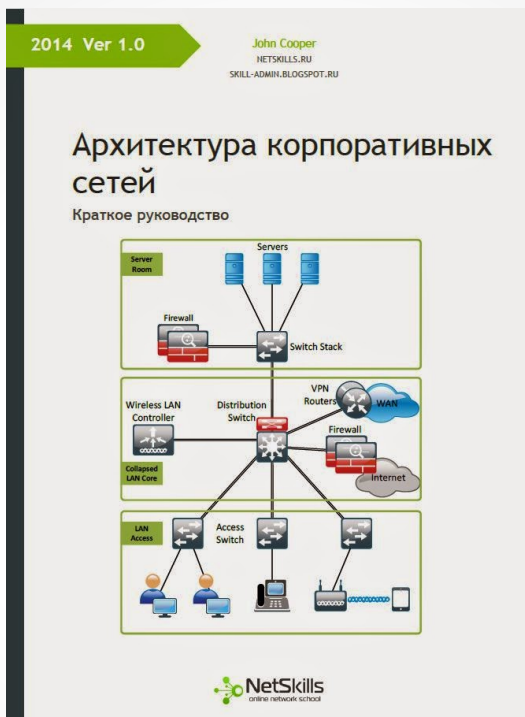 2014 Ver 1.0
John Cooper
NETSKILLS.RU
SKILL-ADMIN.BLOGSPOT.RU
Архитектура корпоративных
сетей
Краткое руководство
Servers
Server
Room
Firewall
Switch Stack
Wireless LAN
Controller
Distribution
Switch
VPN
Routers
WAN
Firewall
Internet
Collapsed
LAN Core
LAN
Access
Access
Switch
NetSkills
online network school